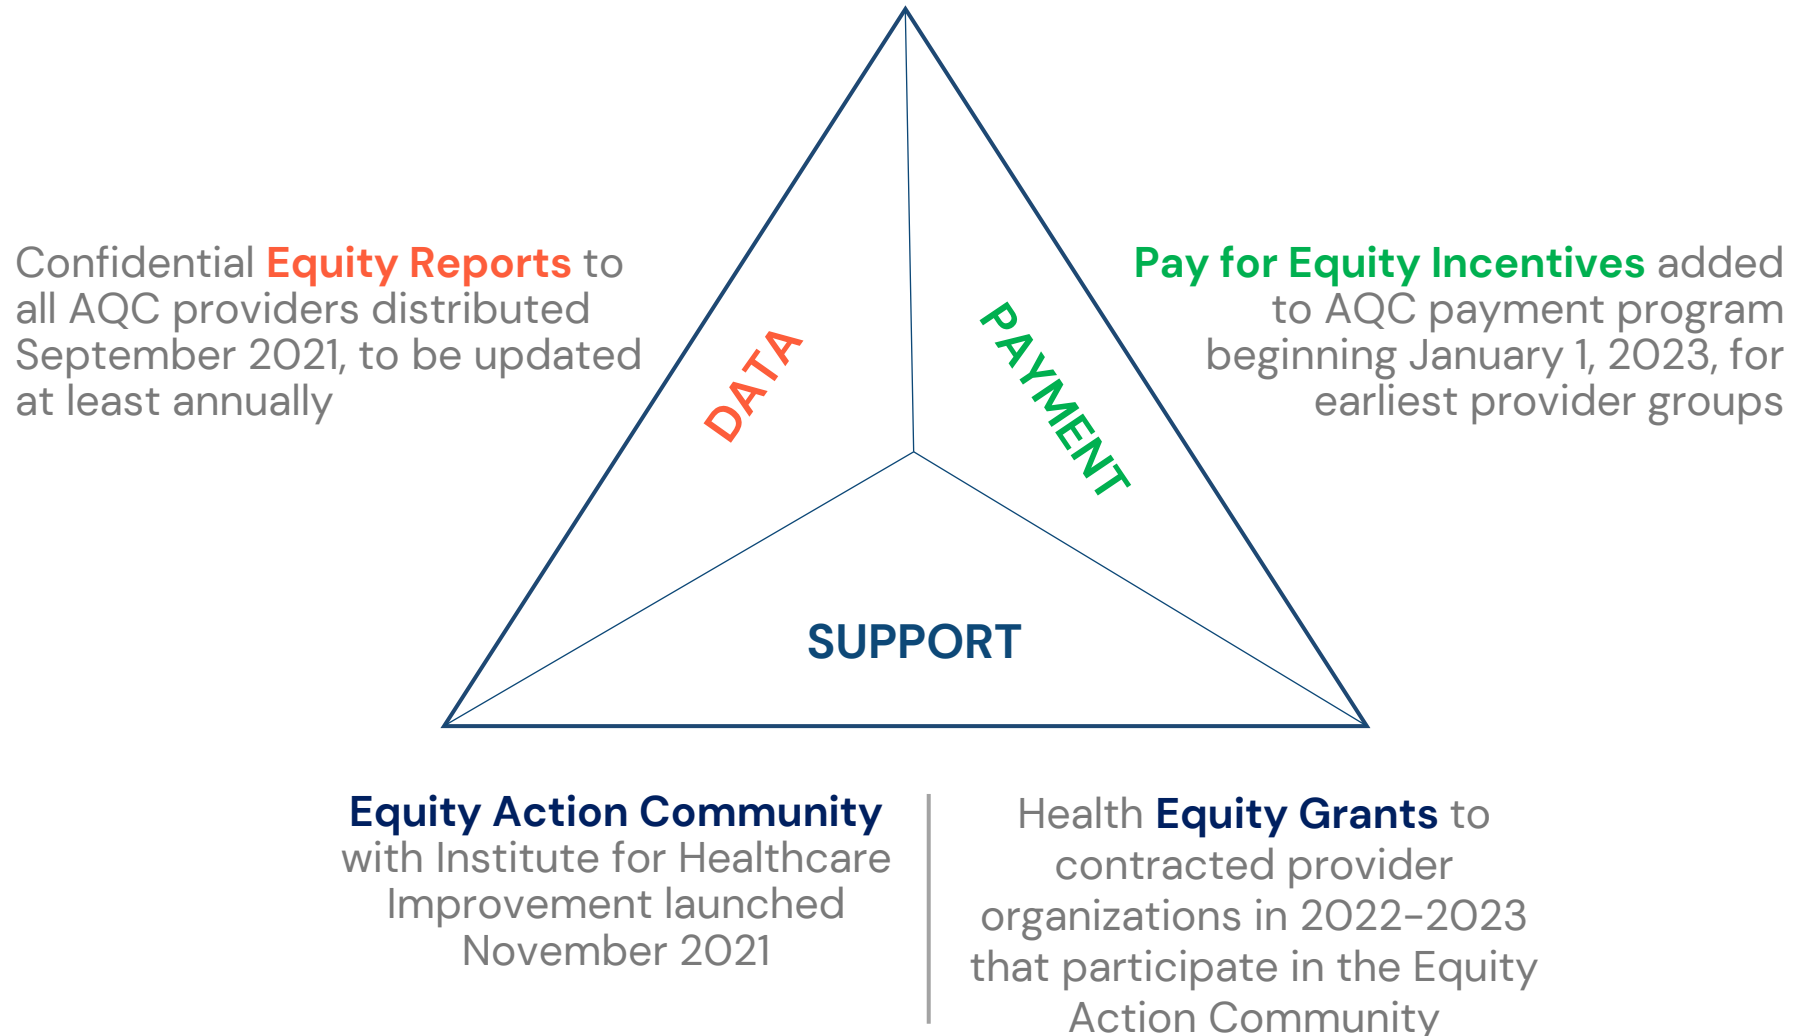 Confidential Equity Reports to
all AQC providers distributed
September 2021, to be updated
at least annually
DATA
PAYMENT
Pay for Equity Incentives added
to AQC payment program
beginning January 1, 2023, for
earliest provider groups
SUPPORT
Equity Action Community
with Institute for Healthcare
Improvement launched
November 2021
Health Equity Grants to
contracted provider
organizations in 2022–2023
that participate in the Equity
Action Community